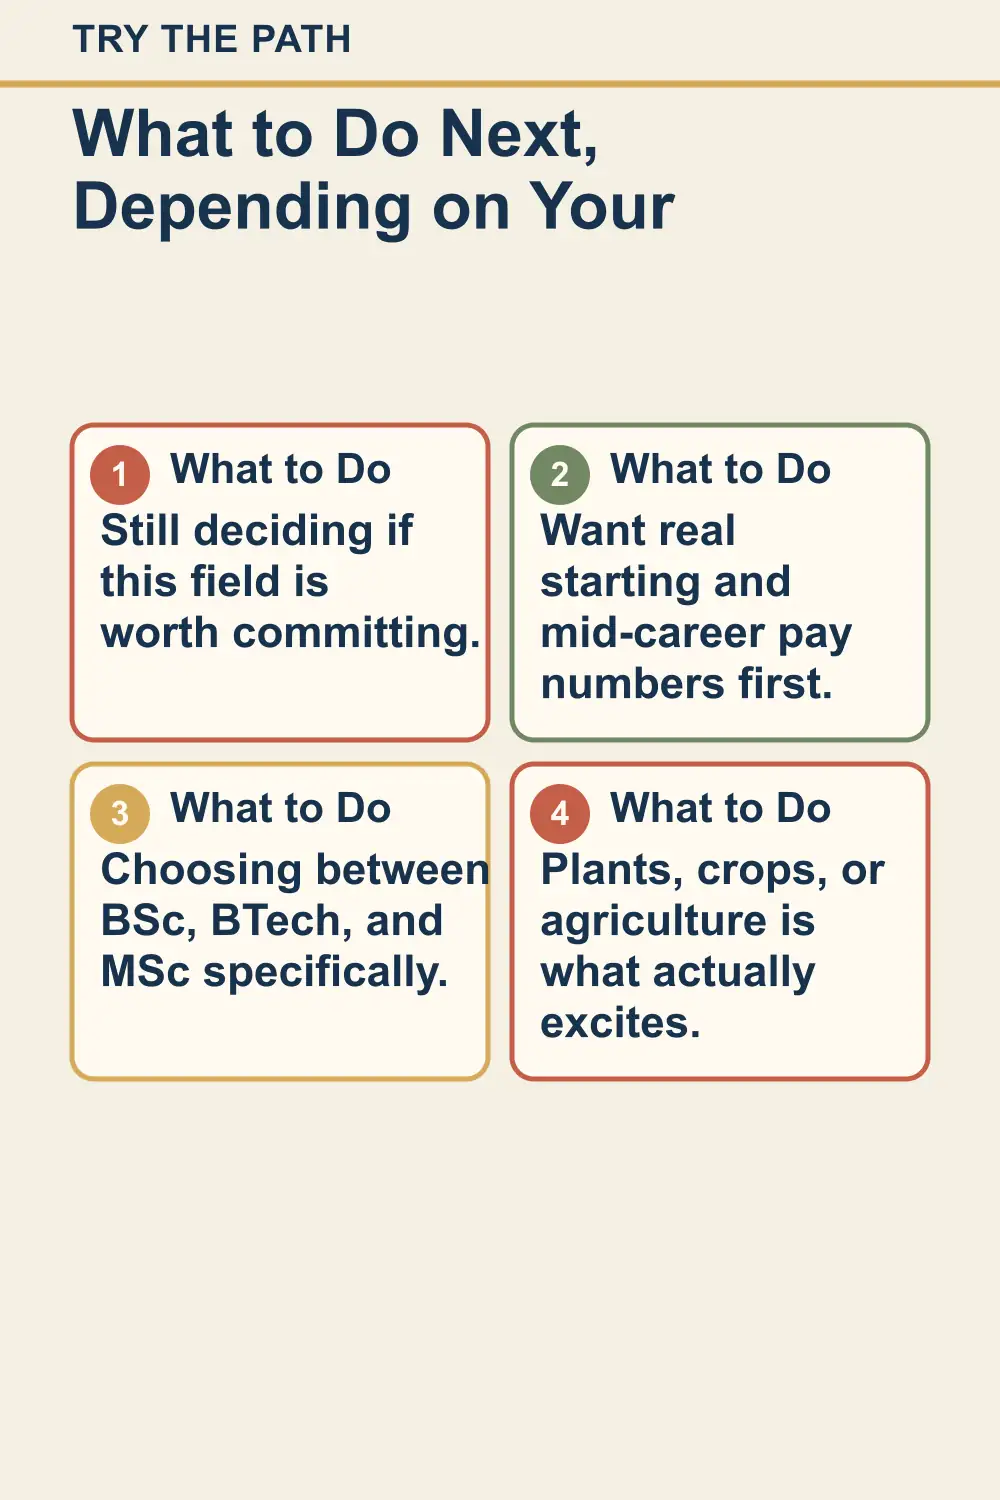 TRY THE PATH
What to Do Next,
Depending on Your
1 What to Do
Still deciding if
this field is
worth committing.
2 What to Do
Want real
starting and
mid-career pay
numbers first.
3 What to Do
Choosing between
BSc, BTech, and
MSc specifically.
4 What to Do
Plants, crops, or
agriculture is
what actually
excites.